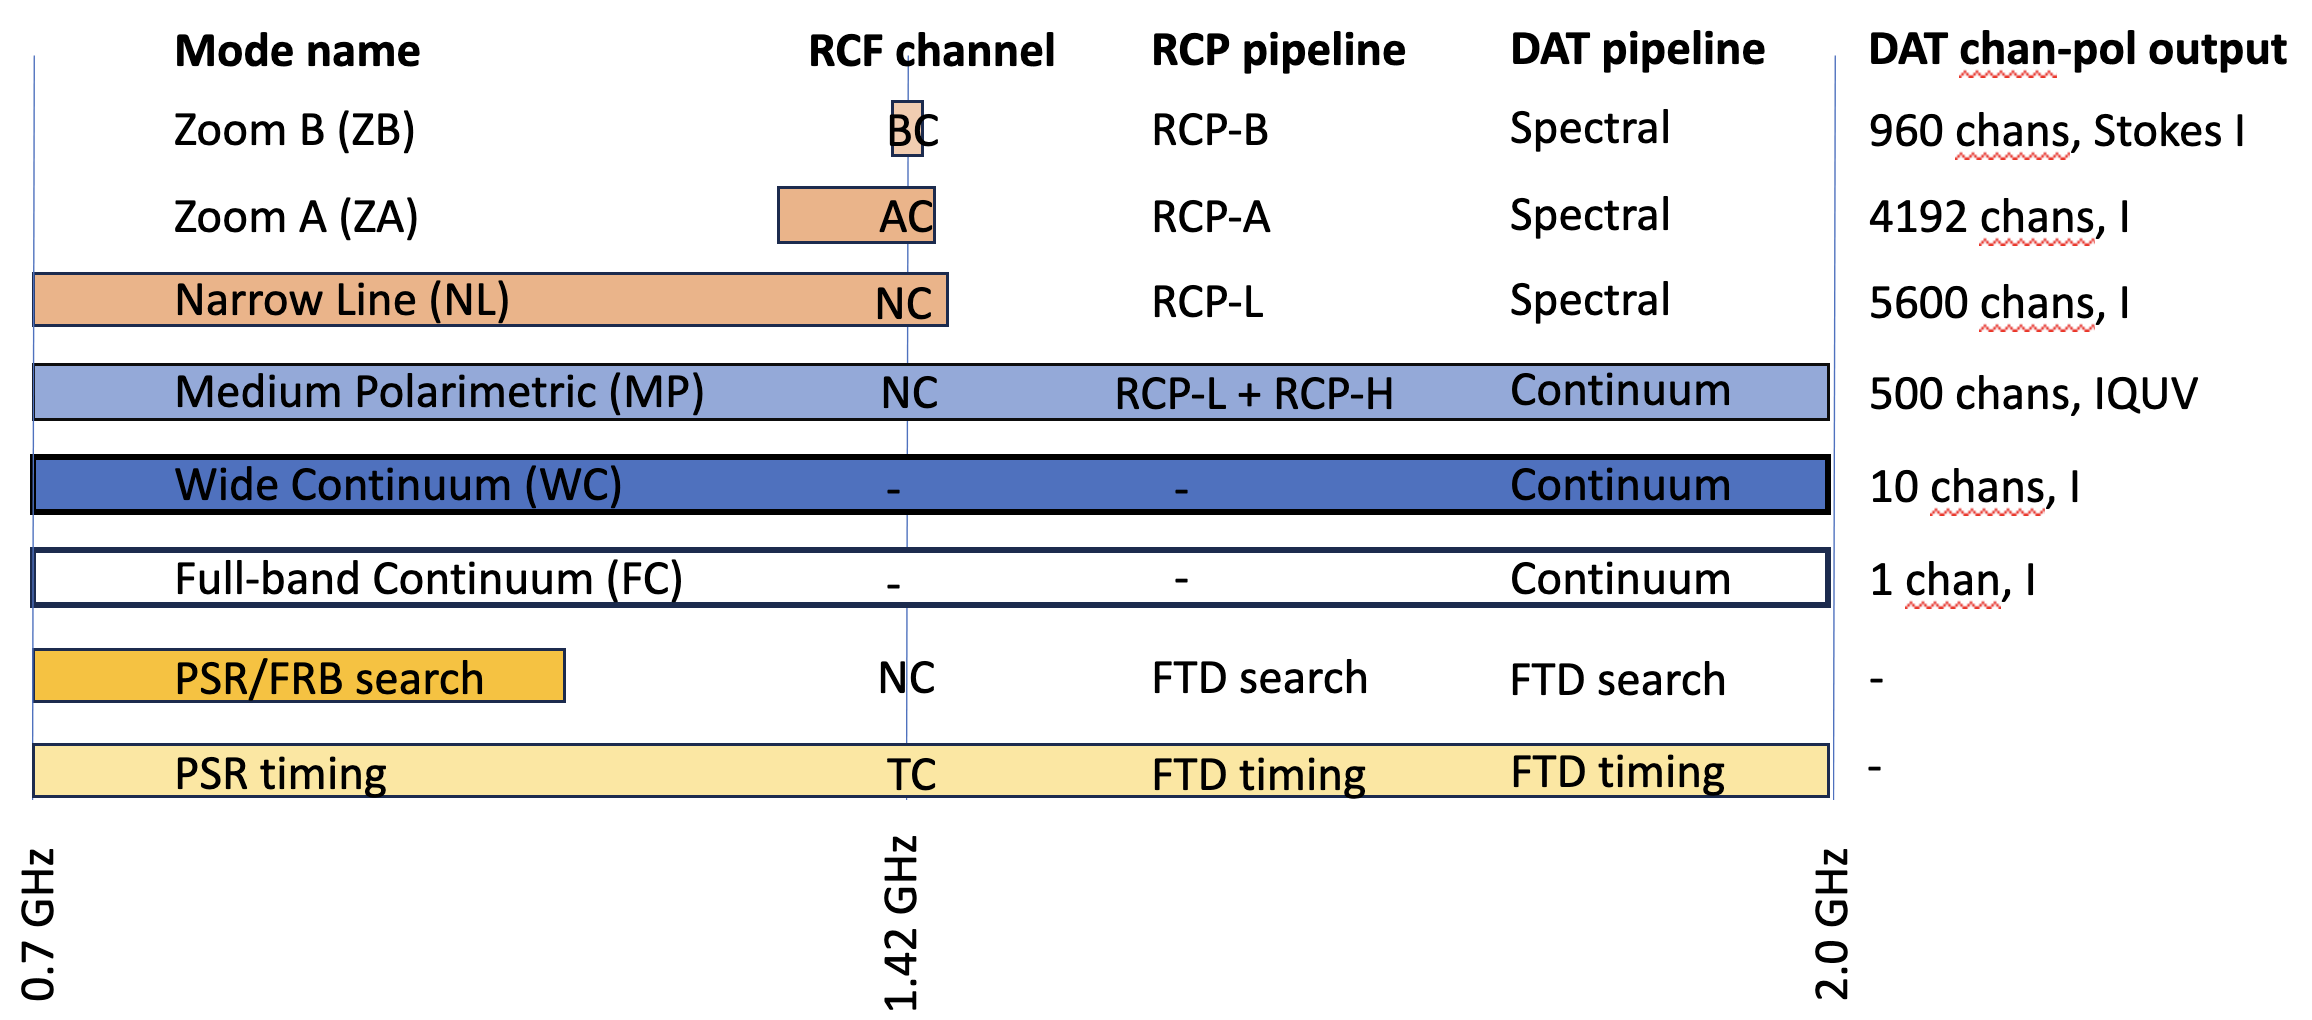 Mode name RCF channel RCP pipeline DAT pipeline DAT chan-pol output
Zoom B (ZB) BC RCP-B Spectral 960 chans, Stokes I
Zoom A (ZA) AC RCP-A Spectral 4192 chans, I
Narrow Line (NL) NC RCP-L Spectral 5600 chans, I
Medium Polarimetric (MP) NC RCP-L + RCP-H Continuum 500 chans, IQUV
Wide Continuum (WC) - - Continuum 10 chans, I
Full-band Continuum (FC) - - Continuum 1 chan, I
PSR/FRB search NC FTD search FTD search -
PSR timing TC FTD timing FTD timing -
0.7 GHz 1.42 GHz 2.0 GHz